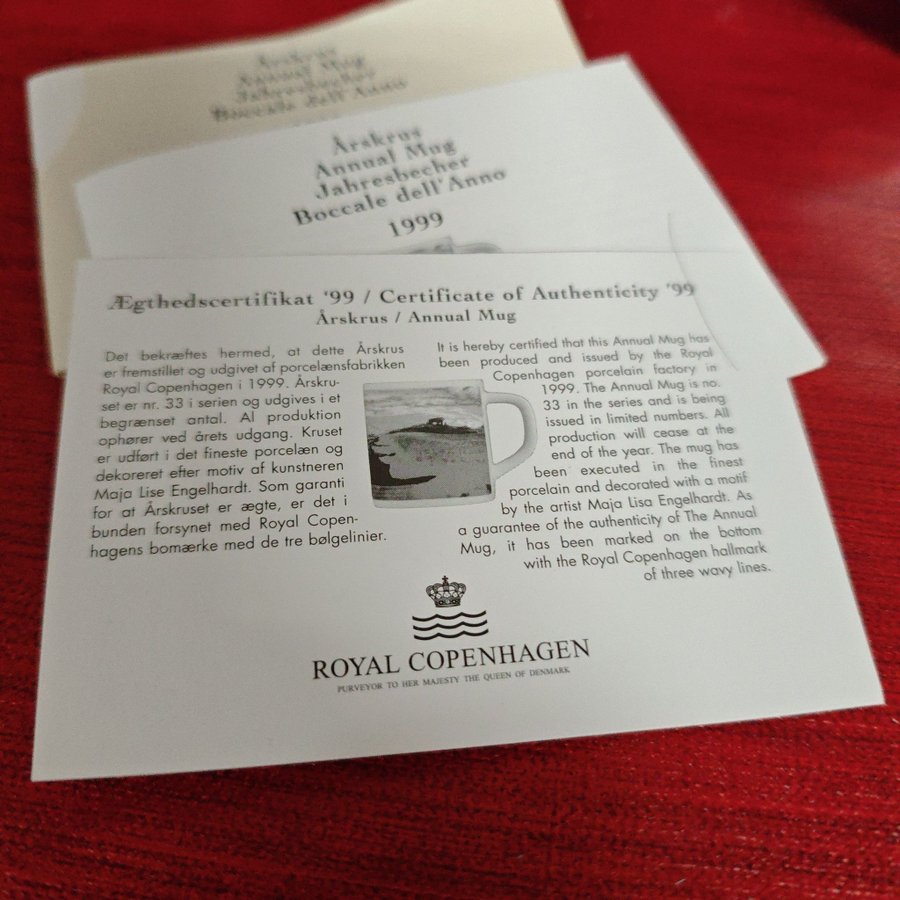 Årskrus
Annual Mug
Jahresbecher
Boccale dell'Anno
Årskrus
Annual Mug
Jahresbecher
Boccale dell'Anno
1999
Ægthedscertifikat '99 / Certificate of Authenticity '99
Årskrus / Annual Mug
Det bekræftes hermed, at dette Årskrus
er fremstillet og udgivet af porcelænsfabrikken
Royal Copenhagen i 1999. Årskru-
set er nr. 33 i serien og udgives i et
begrænset antal. Al produktion
ophører ved årets udgang. Kruset
er udført i det fineste porcelæn og
dekoreret efter motiv af kunstneren
Maja Lise Engelhardt. Som garanti
for at Årskruset er ægte, er det i
bunden forsynet med Royal Copen-
hagens bomærke med de tre bølgelinier.
It is hereby certified that this Annual Mug has
been produced and issued by the Royal
Copenhagen porcelain factory in
1999. The Annual Mug is no.
33 in the series and is being
issued in limited numbers. All
production will cease at the
end of the year. The mug has
been executed in the finest
porcelain and decorated with a motif
by the artist Maja Lisa Engelhardt. As
a guarantee of the authenticity of The Annual
Mug, it has been marked on the bottom
with the Royal Copenhagen hallmark
of three wavy lines.
ROYAL COPENHAGEN
PURVEYOR TO HER MAJESTY THE QUEEN OF DENMARK